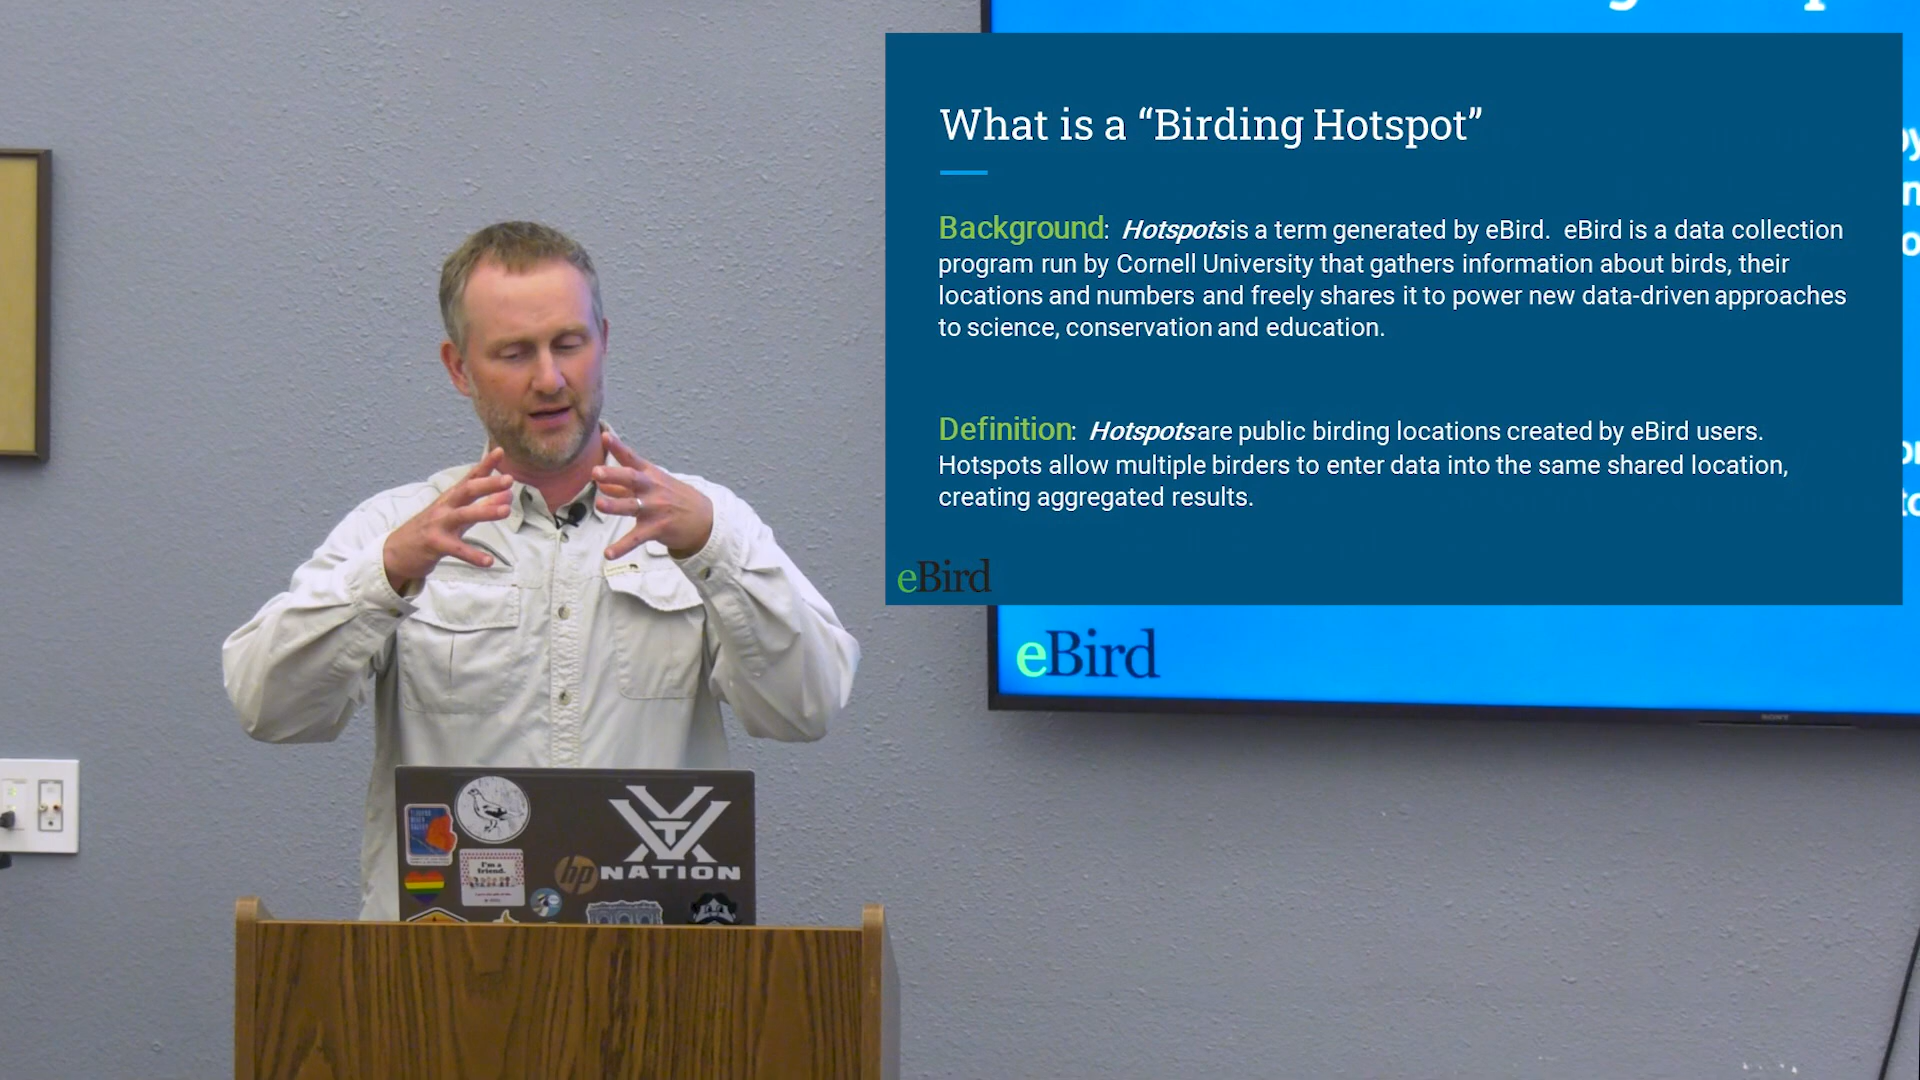 What is a “Birding Hotspot”
Background: Hotspots is a term generated by eBird. eBird is a data collection
program run by Cornell University that gathers information about birds, their
locations and numbers and freely shares it to power new data-driven approaches
to science, conservation and education.
Definition: Hotspots are public birding locations created by eBird users.
Hotspots allow multiple birders to enter data into the same shared location,
creating aggregated results.
eBird
eBird
SONY
I'm a
friend.
hp
NATION